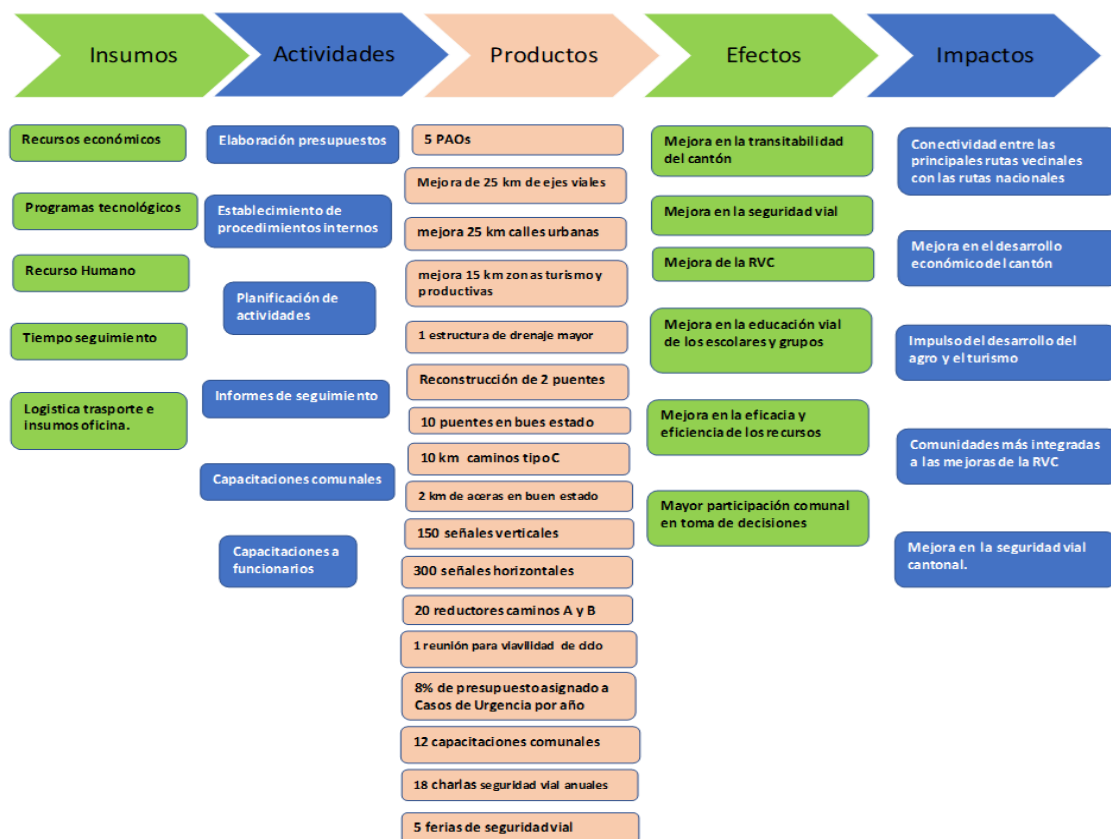 Insumos
Actividades
Productos
Efectos
Impactos
Recursos económicos
Programas tecnológicos
Recurso Humano
Tiempo seguimiento
Logistica trasporte e
insumos oficina.
Elaboración presupuestos
Establecimiento de
procedimientos internos
Planificación de
actividades
Informes de seguimiento
Capacitaciones comunales
Capacitaciones a
funcionarios
5 PAOs
Mejora de 25 km de ejes viales
mejora 25 km calles urbanas
mejora 15 km zonas turismo y
productivas
1 estructura de drenaje mayor
Reconstrucción de 2 puentes
10 puentes en bues estado
10 km caminos tipo C
2 km de aceras en buen estado
150 señales verticales
300 señales horizontales
20 reductores caminos A y B
1 reunión para viavilidad de ciclo
8% de presupuesto asignado a
Casos de Urgencia por año
12 capacitaciones comunales
18 charlas seguridad vial anuales
5 ferias de seguridad vial
Mejora en la transitabilidad
del cantón
Mejora en la seguridad vial
Mejora de la RVC
Mejora en la educación vial
de los escolares y grupos
Mejora en la eficacia y
eficiencia de los recursos
Mayor participación comunal
en toma de decisiones
Conectividad entre las
principales rutas vecinales
con las rutas nacionales
Mejora en el desarrollo
económico del cantón
Impulso del desarrollo del
agro y el turismo
Comunidades más integradas
a las mejoras de la RVC
Mejora en la seguridad vial
cantonal.